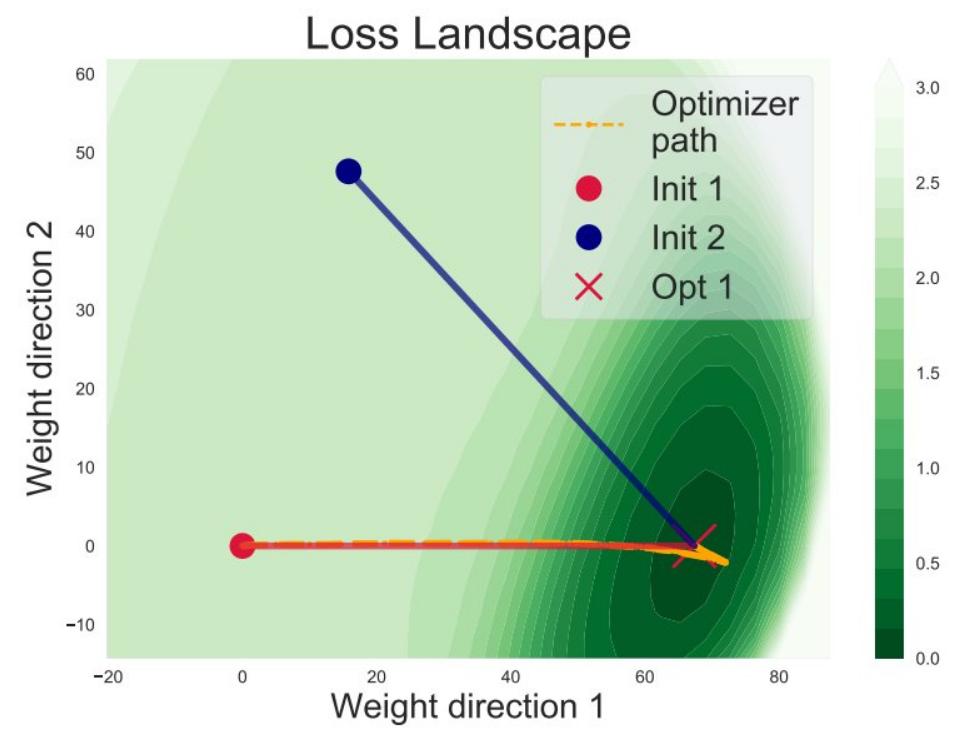 Loss Landscape
Optimizer
path
Init 1
Init 2
Opt 1
Weight direction 2
60
50
40
30
20
10
0
−10
−20
0
20
40
60
80
Weight direction 1
3.0
2.5
2.0
1.5
1.0
0.5
0.0